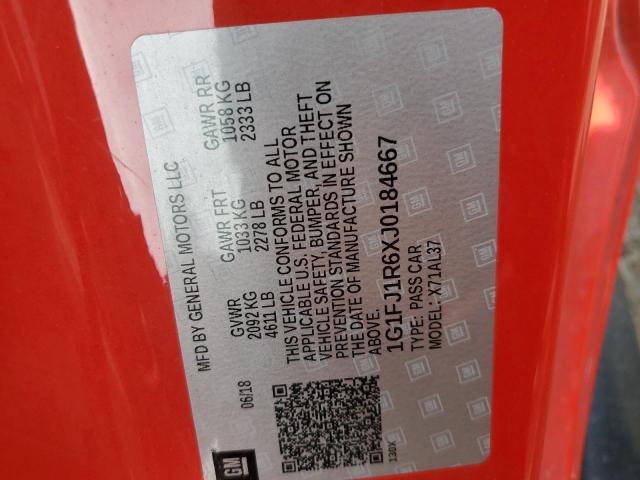 GM
MFD BY GENERAL MOTORS LLC
06/18
GVWR GAWR FRT GAWR RR
2092 KG 1033 KG 1058 KG
4611 LB 2278 LB 2333 LB
THIS VEHICLE CONFORMS TO ALL
APPLICABLE U.S. FEDERAL MOTOR
VEHICLE SAFETY, BUMPER, AND THEFT
PREVENTION STANDARDS IN EFFECT ON
THE DATE OF MANUFACTURE SHOWN
ABOVE.
1G1FJ1R6XJ0184667
TYPE: PASS CAR
MODEL: X71AL37
130X